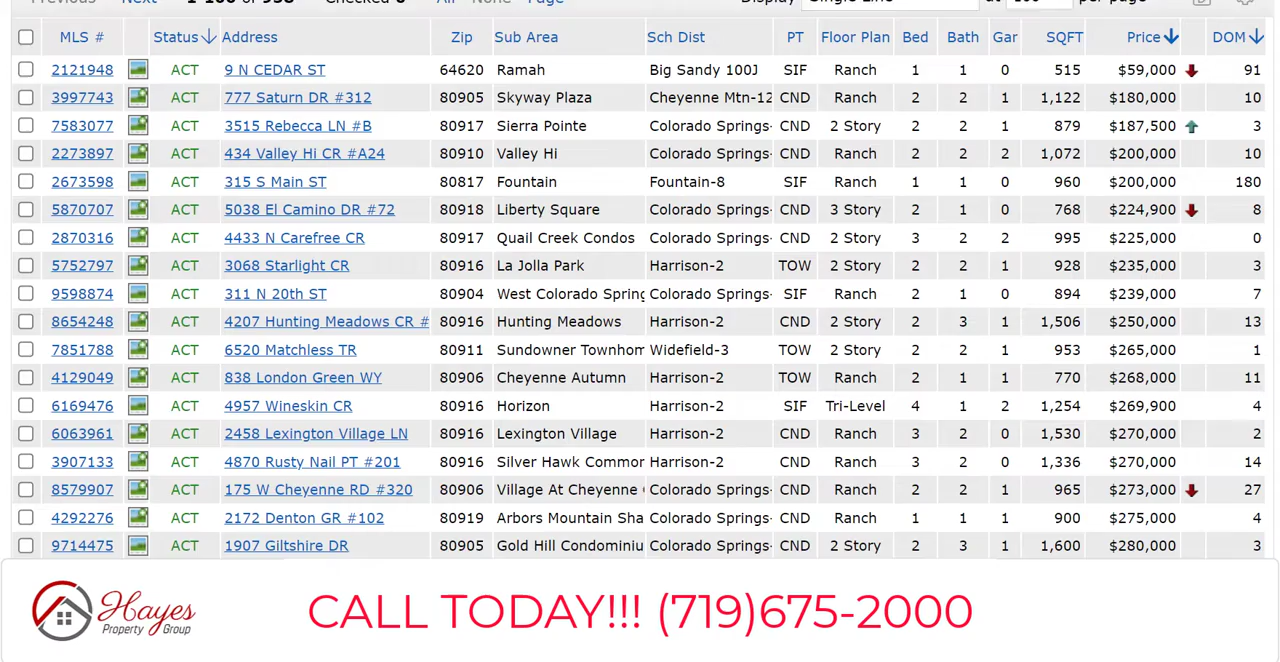 Previous Next 1-100 of 958 Checked 0 All None Page Display Single Line at 100 per page
MLS # Status Address Zip Sub Area Sch Dist PT Floor Plan Bed Bath Gar SQFT Price DOM
2121948 ACT 9 N CEDAR ST 64620 Ramah Big Sandy 100J SIF Ranch 1 1 0 515 $59,000 91
3997743 ACT 777 Saturn DR #312 80905 Skyway Plaza Cheyenne Mtn-12 CND Ranch 2 2 1 1,122 $180,000 10
7583077 ACT 3515 Rebecca LN #B 80917 Sierra Pointe Colorado Springs- CND 2 Story 2 2 1 879 $187,500 3
2273897 ACT 434 Valley Hi CR #A24 80910 Valley Hi Colorado Springs- CND Ranch 2 2 2 1,072 $200,000 10
2673598 ACT 315 S Main ST 80817 Fountain Fountain-8 SIF Ranch 1 1 0 960 $200,000 180
5870707 ACT 5038 El Camino DR #72 80918 Liberty Square Colorado Springs- CND 3 Story 2 1 0 768 $224,900 8
2870316 ACT 4433 N Carefree CR 80917 Quail Creek Condos Colorado Springs- CND 2 Story 3 2 2 995 $225,000 0
5752797 ACT 3068 Starlight CR 80916 La Jolla Park Harrison-2 TOW 2 Story 2 2 1 928 $235,000 3
9598874 ACT 311 N 20th ST 80904 West Colorado Spring Colorado Springs- SIF Ranch 2 1 0 894 $239,000 7
8654248 ACT 4207 Hunting Meadows CR # 80916 Hunting Meadows Harrison-2 CND 2 Story 2 3 1 1,506 $250,000 13
7851788 ACT 6520 Matchless TR 80911 Sundowner Townhom Widefield-3 TOW 2 Story 2 2 1 953 $265,000 1
4129049 ACT 838 London Green WY 80906 Cheyenne Autumn Harrison-2 TOW Ranch 2 1 1 770 $268,000 11
6169476 ACT 4957 Wineskin CR 80916 Horizon Harrison-2 SIF Tri-Level 4 1 2 1,254 $269,900 4
6063961 ACT 2458 Lexington Village LN 80916 Lexington Village Harrison-2 CND Ranch 3 2 0 1,530 $270,000 2
3907133 ACT 4870 Rusty Nail PT #201 80916 Silver Hawk Common Harrison-2 CND Ranch 3 2 0 1,336 $270,000 14
8579907 ACT 175 W Cheyenne RD #320 80906 Village At Cheyenne Colorado Springs- CND Ranch 2 2 1 965 $273,000 27
4292276 ACT 2172 Denton GR #102 80919 Arbors Mountain Sha Colorado Springs- CND Ranch 1 1 1 900 $275,000 4
9714475 ACT 1907 Giltshire DR 80905 Gold Hill Condominiu Colorado Springs- CND 2 Story 2 3 1 1,600 $280,000 3
Hayes
Property Group
CALL TODAY!!! (719)675-2000